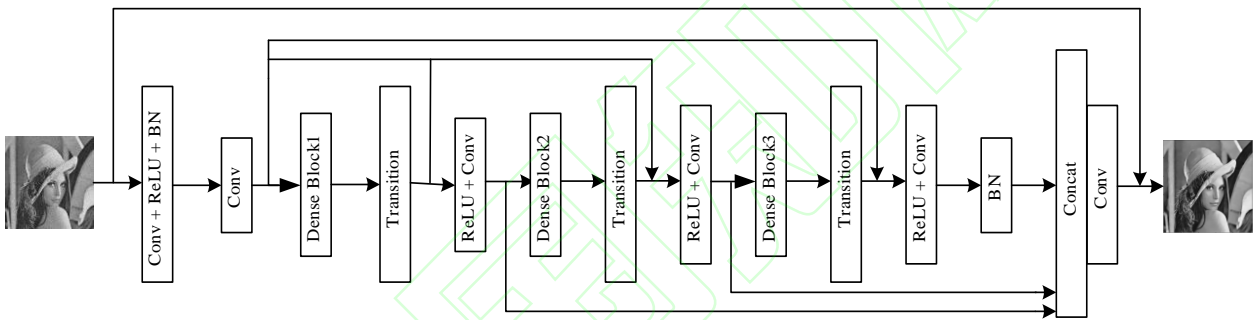 Conv + ReLU + BN
Conv
Dense Block1
Transition
ReLU + Conv
Dense Block2
Transition
ReLU + Conv
Dense Block3
Transition
ReLU + Conv
BN
Concat
Conv